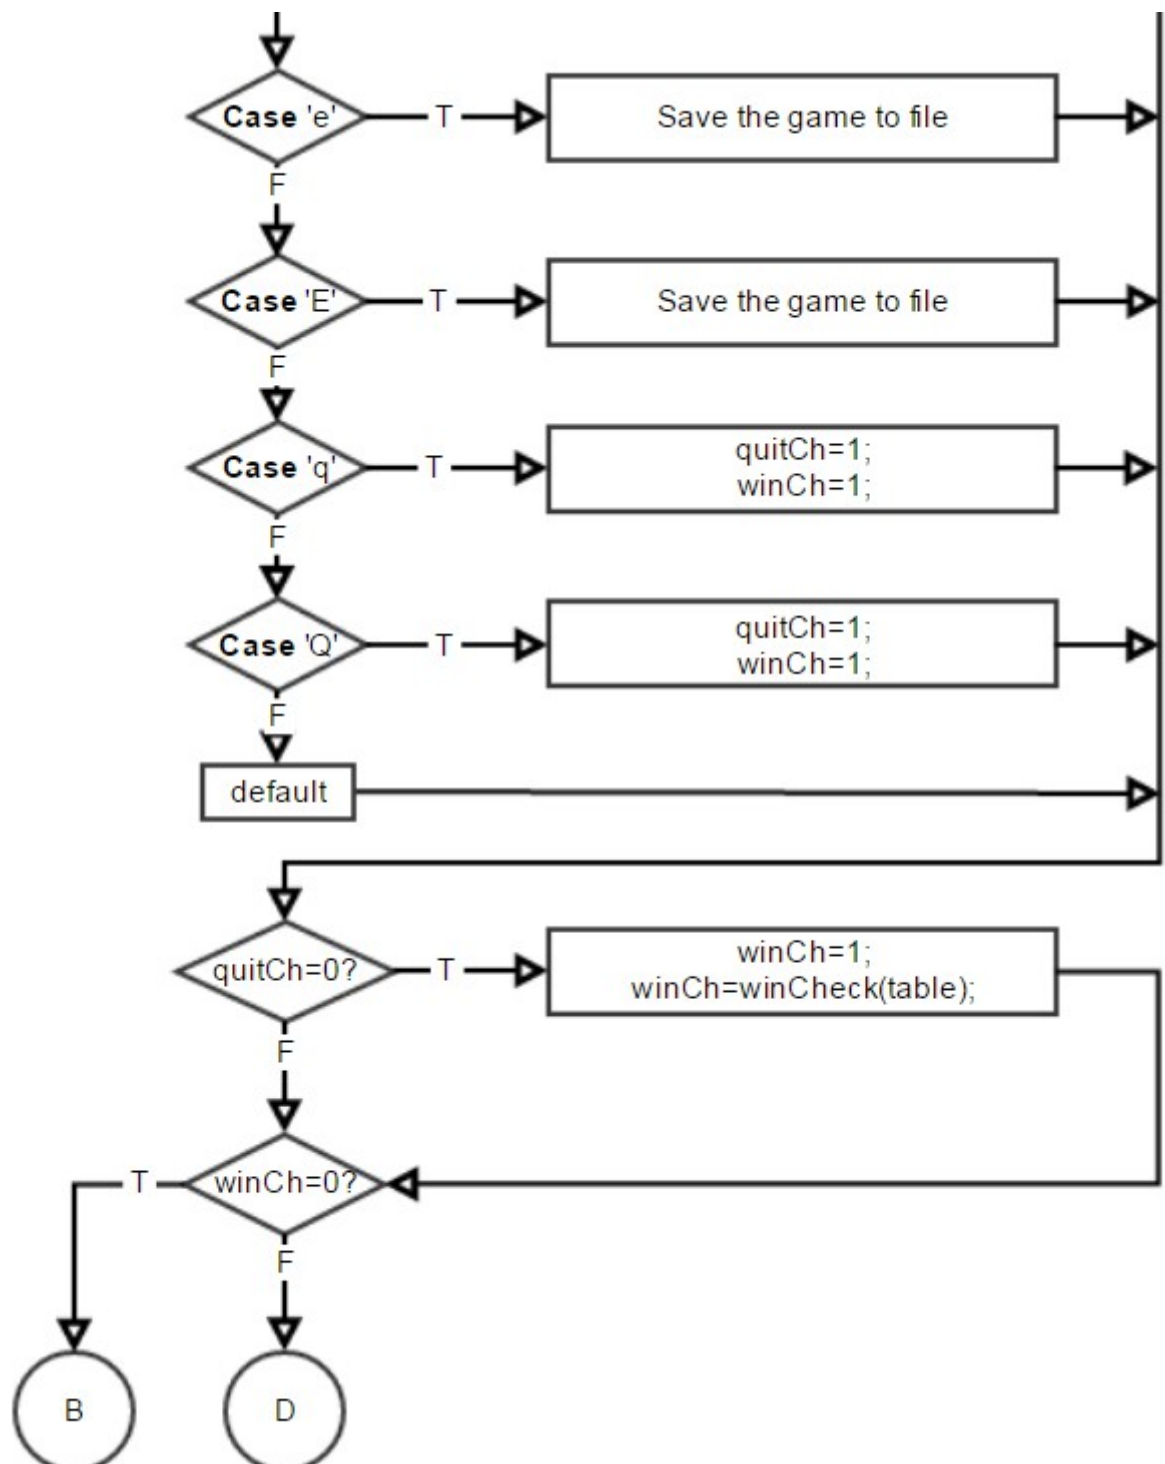 Case 'e'
T
Save the game to file
F
Case 'E'
T
Save the game to file
F
Case 'q'
T
quitCh=1;
winCh=1;
F
Case 'Q'
T
quitCh=1;
winCh=1;
F
default
quitCh=0?
T
winCh=1;
winCh=winCheck(table);
F
T
winCh=0?
F
B
D